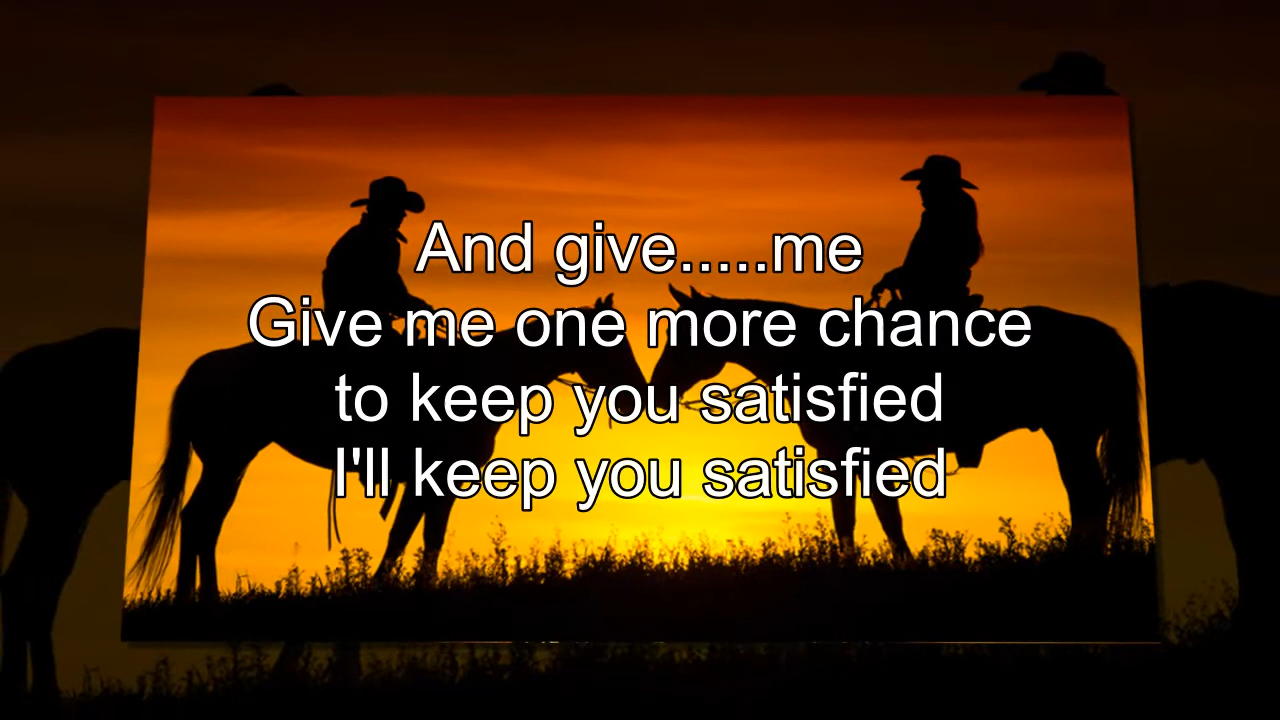 And give.....me
Give me one more chance
to keep you satisfied
I'll keep you satisfied